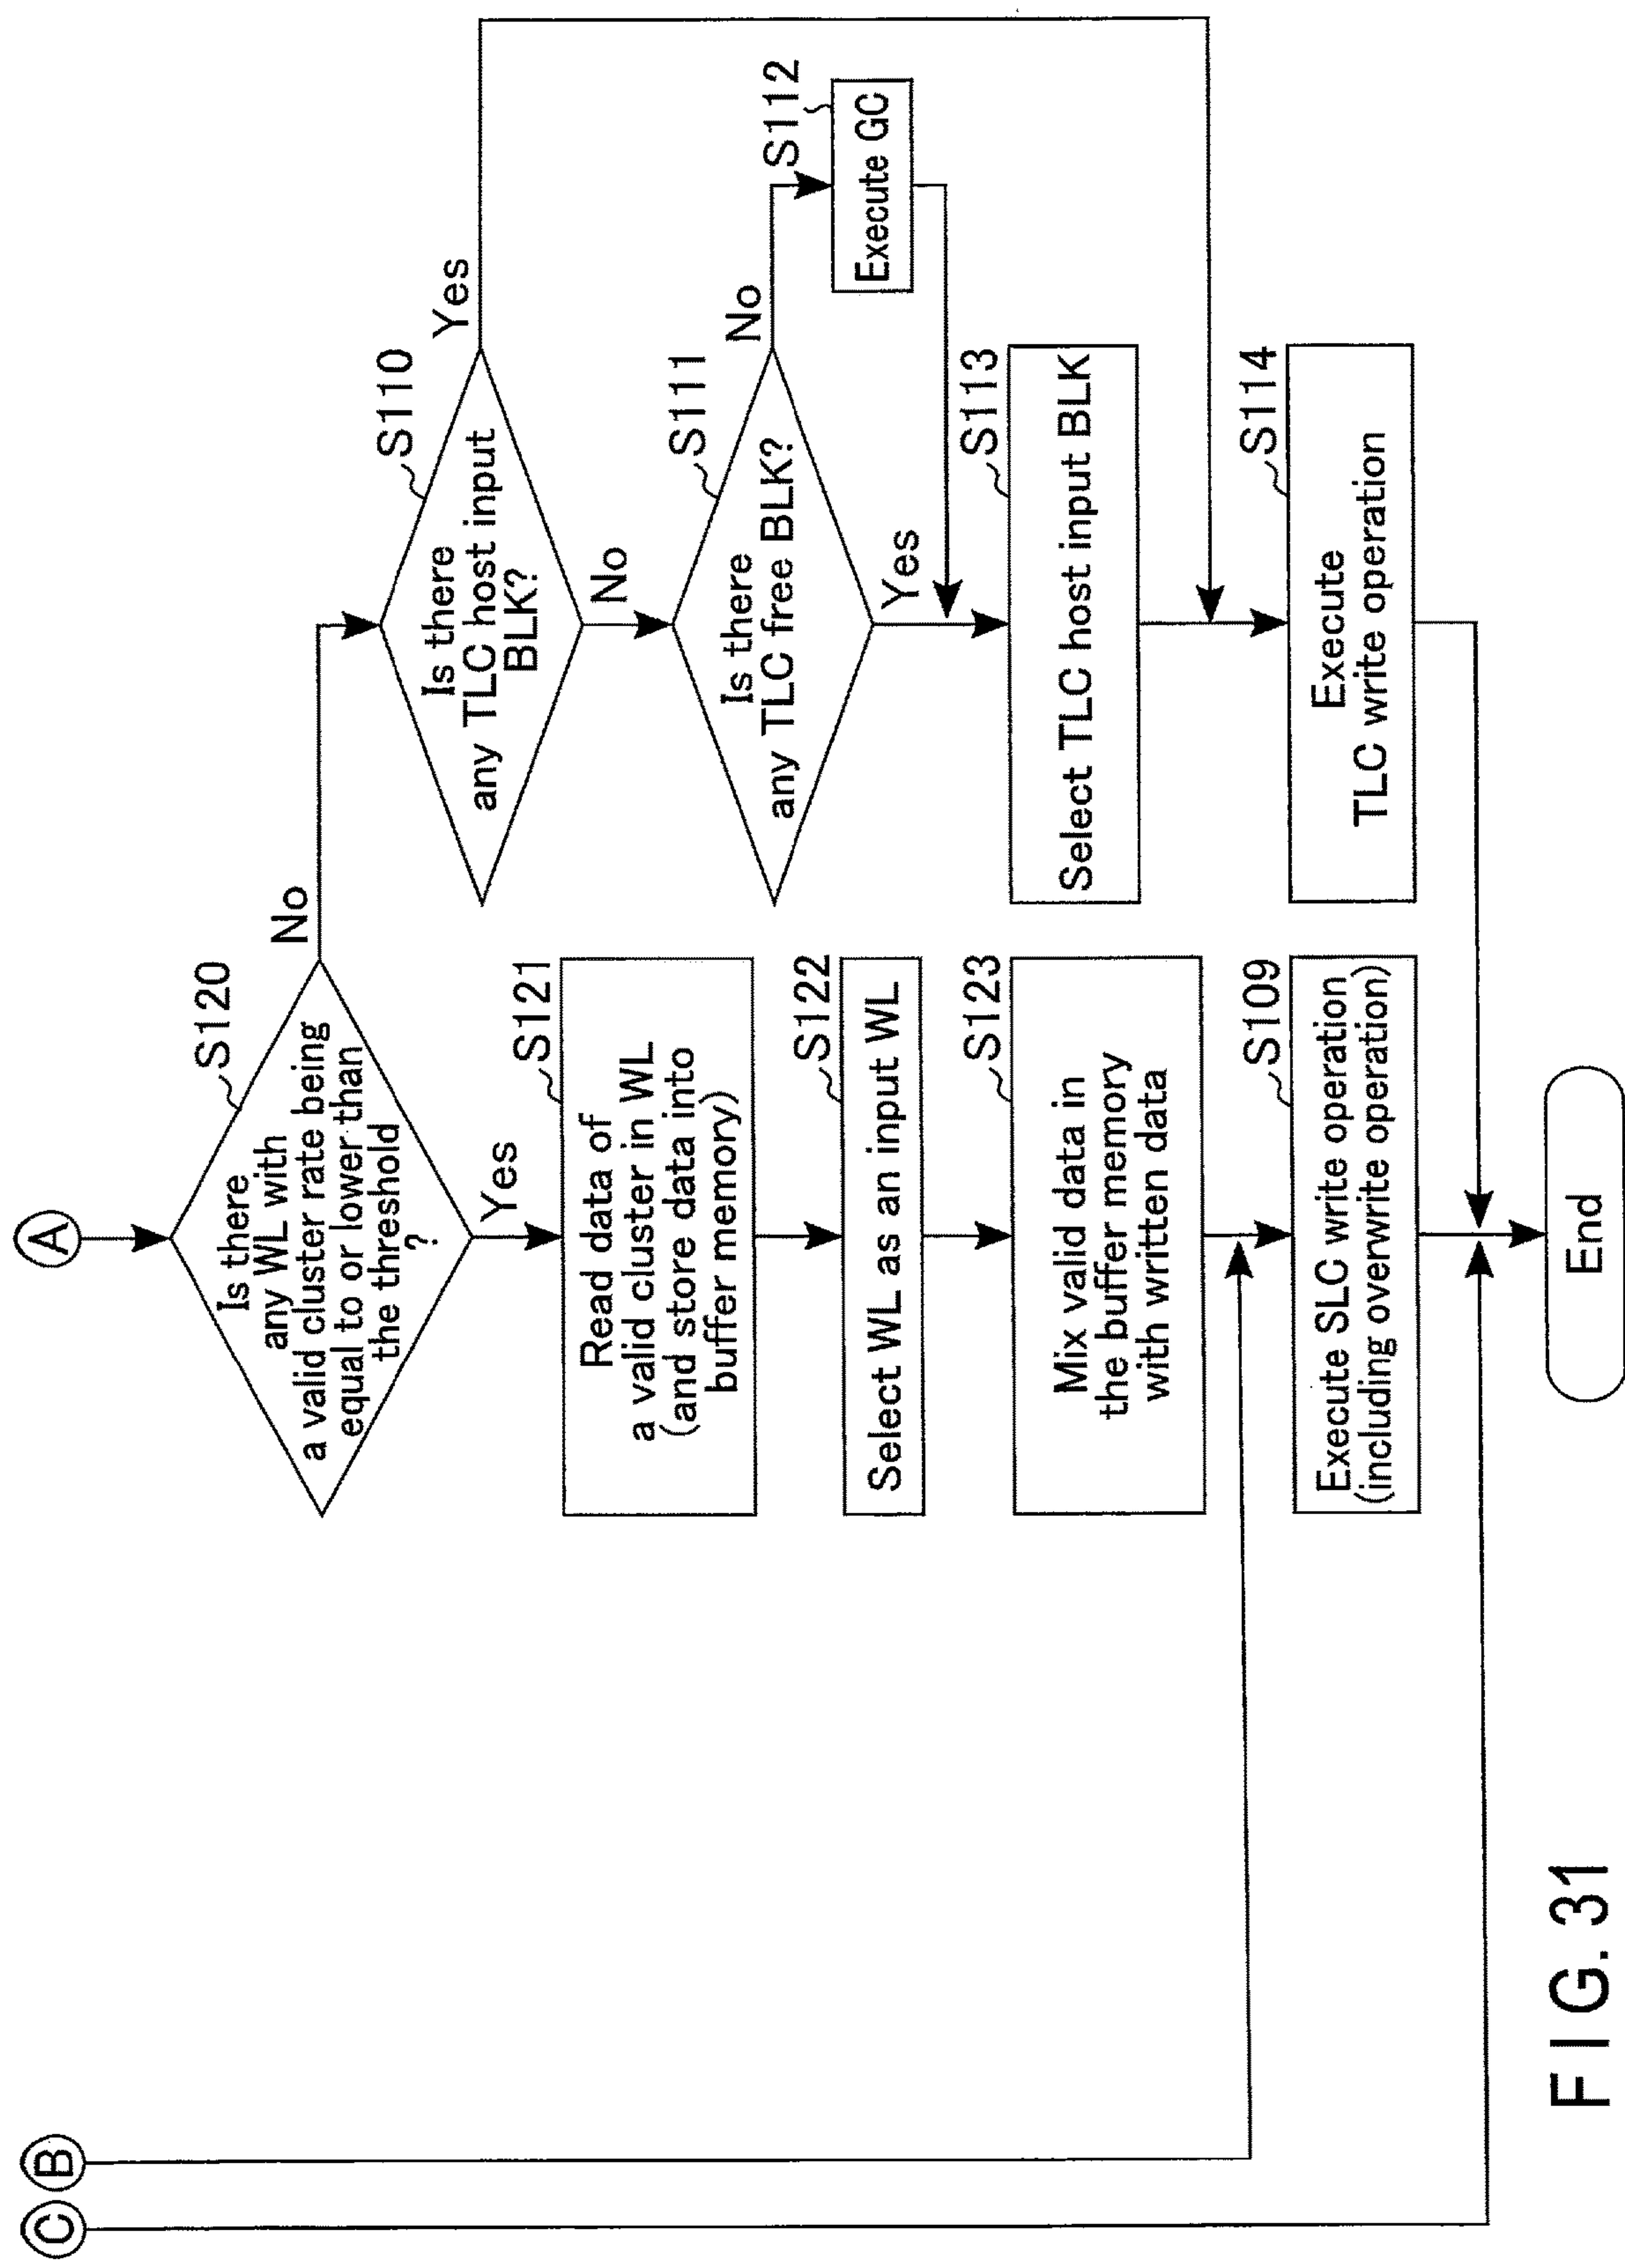 C
B
A
S120
Is there
any WL with
a valid cluster rate being
equal to or lower than
the threshold
?
No
Yes
S121
Read data of
a valid cluster in WL
(and store data into
buffer memory)
S122
Select WL as an input WL
S123
Mix valid data in
the buffer memory
with written data
S109
Execute SLC write operation
(including overwrite operation)
S110
Is there
any TLC host input
BLK?
Yes
No
S111
Is there
any TLC free BLK?
No
Yes
S112
Execute GC
S113
Select TLC host input BLK
S114
Execute
TLC write operation
End
FIG. 31